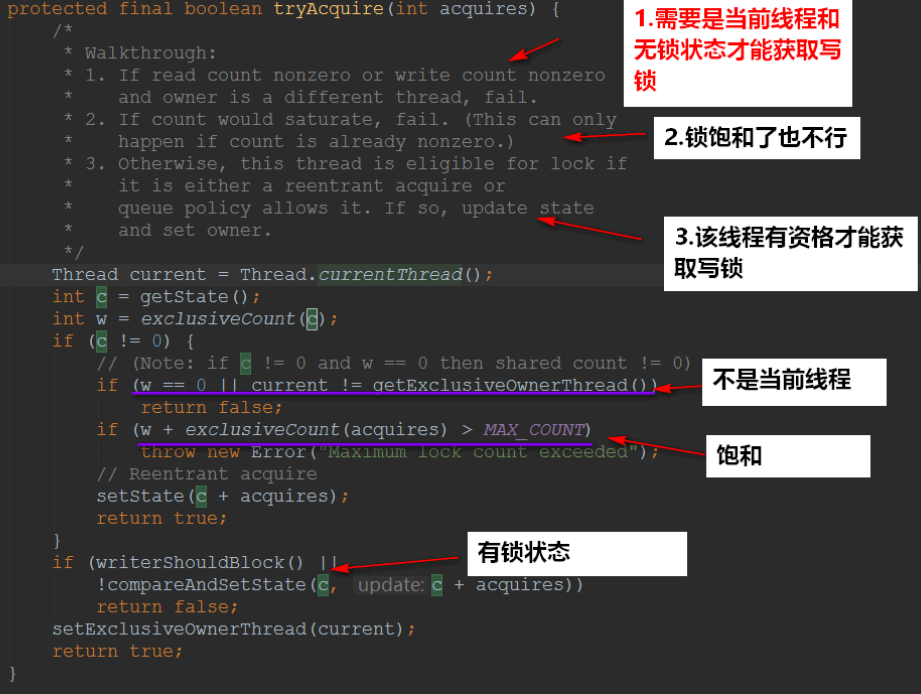 protected final boolean tryAcquire(int acquires) {
/*
* Walkthrough:
* 1. If read count nonzero or write count nonzero
*    and owner is a different thread, fail.
* 2. If count would saturate, fail. (This can only
*    happen if count is already nonzero.)
* 3. Otherwise, this thread is eligible for lock if
*    it is either a reentrant acquire or
*    queue policy allows it. If so, update state
*    and set owner.
*/
Thread current = Thread.currentThread();
int c = getState();
int w = exclusiveCount(c);
if (c != 0) {
// (Note: if c != 0 and w == 0 then shared count != 0)
if (w == 0 || current != getExclusiveOwnerThread())
return false;
if (w + exclusiveCount(acquires) > MAX_COUNT)
throw new Error("Maximum lock count exceeded");
// Reentrant acquire
setState(c + acquires);
return true;
}
if (writerShouldBlock() ||
!compareAndSetState(c, update: c + acquires))
return false;
setExclusiveOwnerThread(current);
return true;
}
1.需要是当前线程和
无锁状态才能获取写
锁
2.锁饱和了也不行
3.该线程有资格才能获
取写锁
不是当前线程
饱和
有锁状态